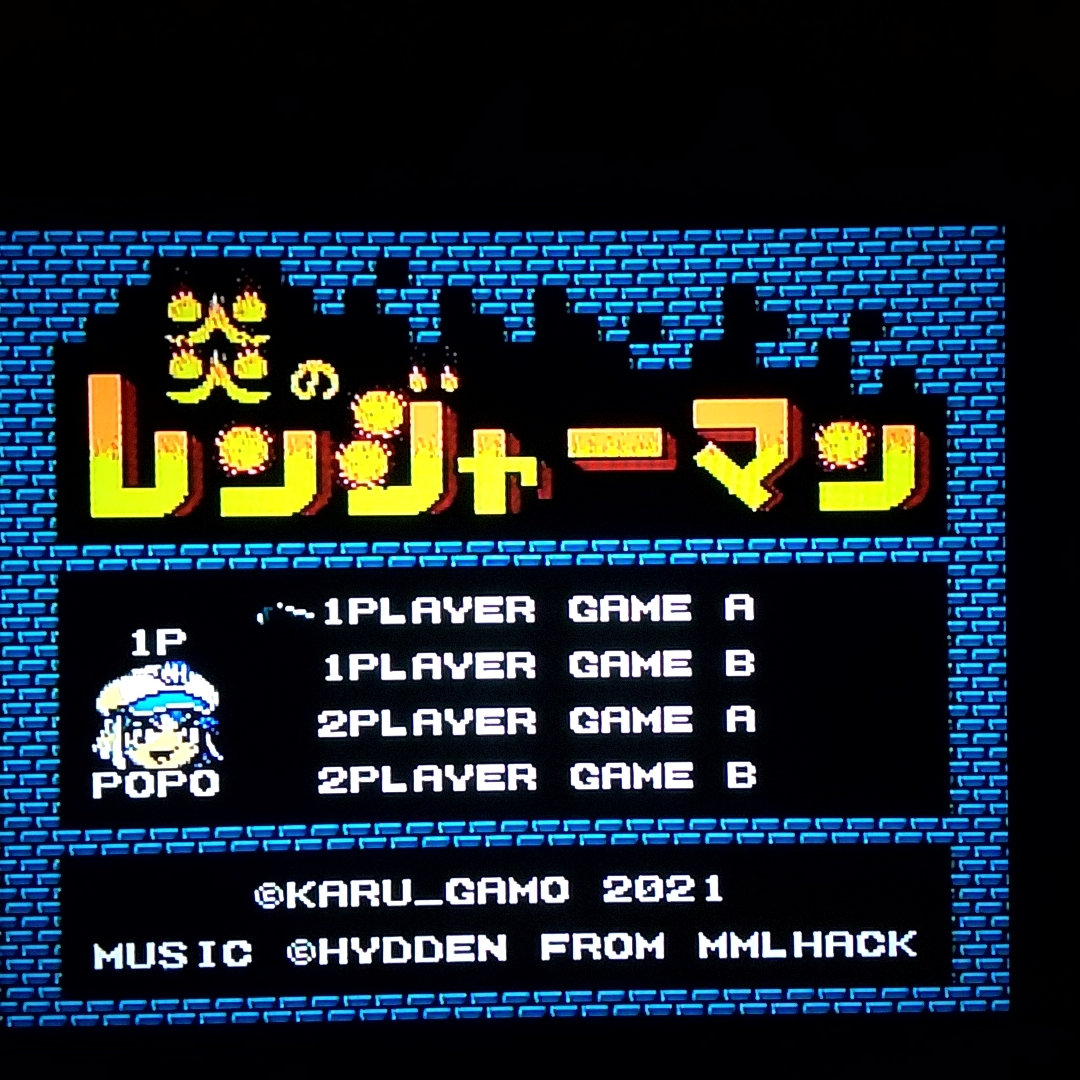 炎の
レンジャーマン
1PLAYER GAME A
1P
1PLAYER GAME B
2PLAYER GAME A
POPO
2PLAYER GAME B
©KARU_GAMO 2021
MUSIC ©HYDDEN FROM MMLHACK